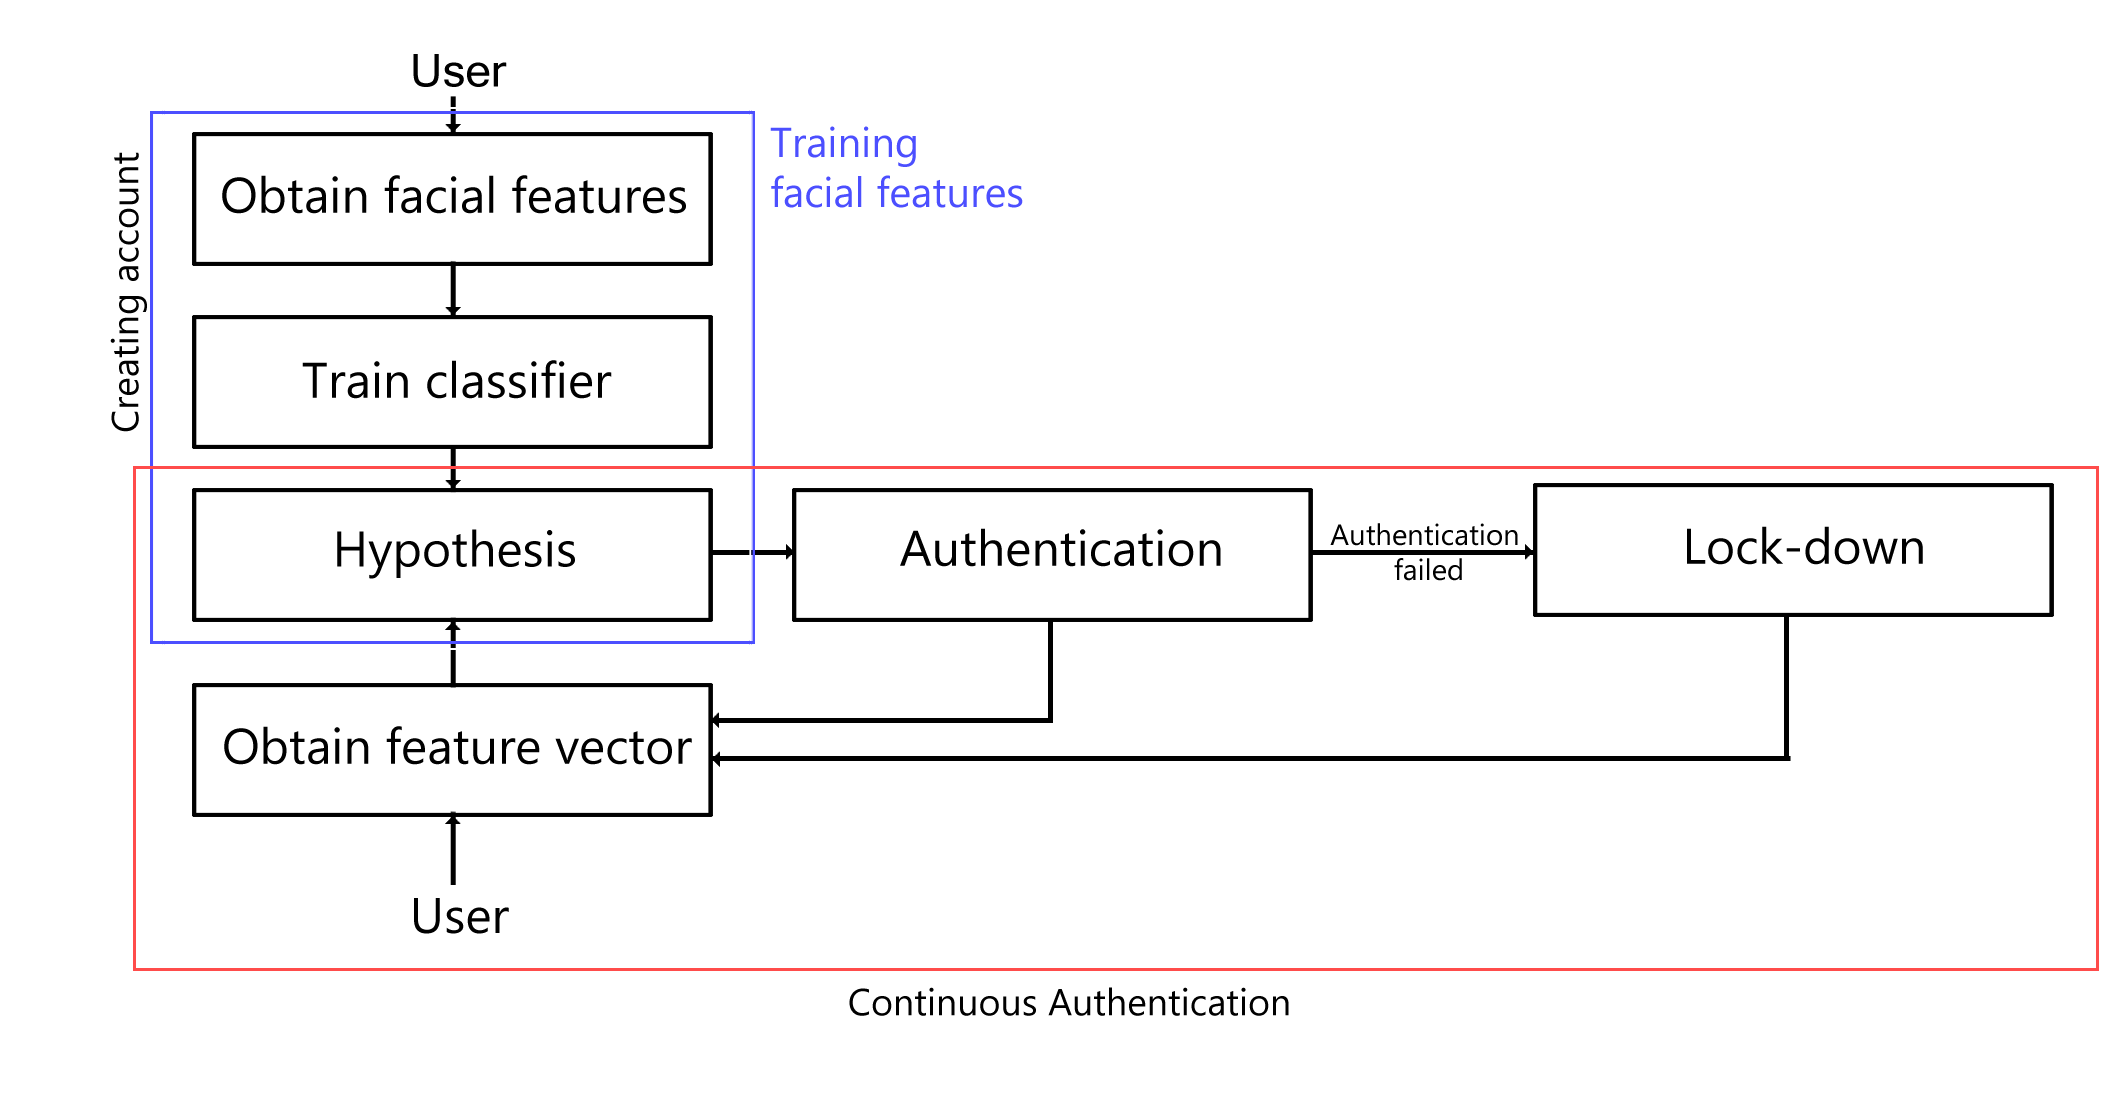 User
Creating account
Training
facial features
Obtain facial features
Train classifier
Hypothesis
Authentication
Authentication
failed
Lock-down
Obtain feature vector
User
Continuous Authentication